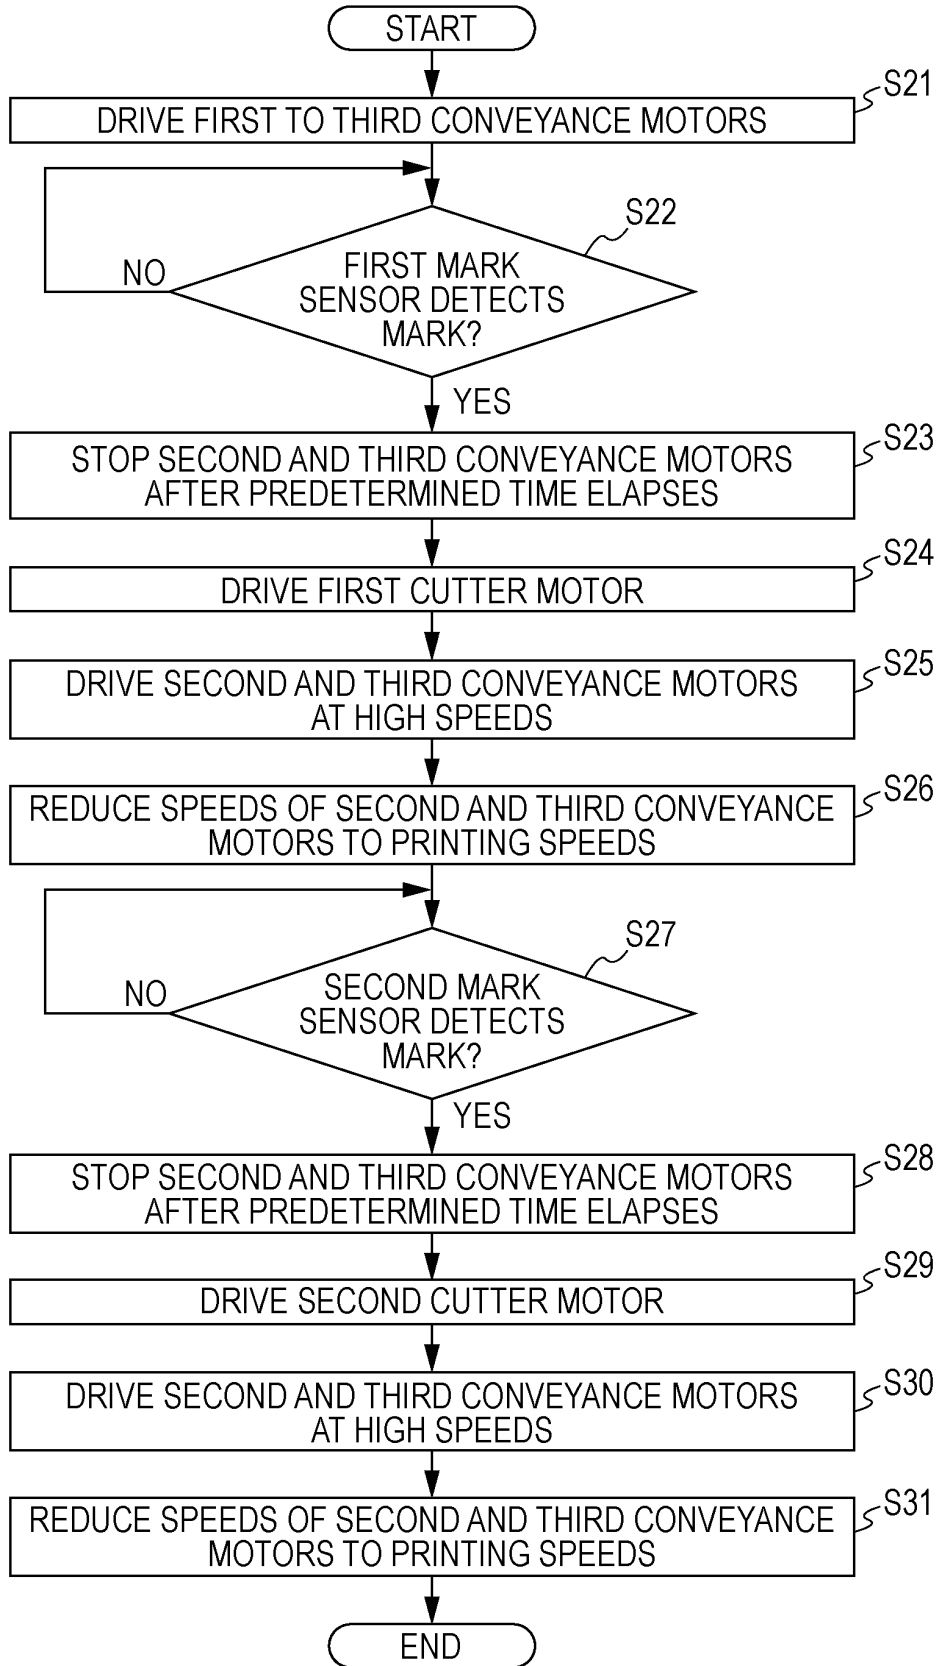 START
S21
DRIVE FIRST TO THIRD CONVEYANCE MOTORS
S22
FIRST MARK
SENSOR DETECTS
MARK?
NO
YES
S23
STOP SECOND AND THIRD CONVEYANCE MOTORS
AFTER PREDETERMINED TIME ELAPSES
S24
DRIVE FIRST CUTTER MOTOR
S25
DRIVE SECOND AND THIRD CONVEYANCE MOTORS
AT HIGH SPEEDS
S26
REDUCE SPEEDS OF SECOND AND THIRD CONVEYANCE
MOTORS TO PRINTING SPEEDS
S27
SECOND MARK
SENSOR DETECTS
MARK?
NO
YES
S28
STOP SECOND AND THIRD CONVEYANCE MOTORS
AFTER PREDETERMINED TIME ELAPSES
S29
DRIVE SECOND CUTTER MOTOR
S30
DRIVE SECOND AND THIRD CONVEYANCE MOTORS
AT HIGH SPEEDS
S31
REDUCE SPEEDS OF SECOND AND THIRD CONVEYANCE
MOTORS TO PRINTING SPEEDS
END